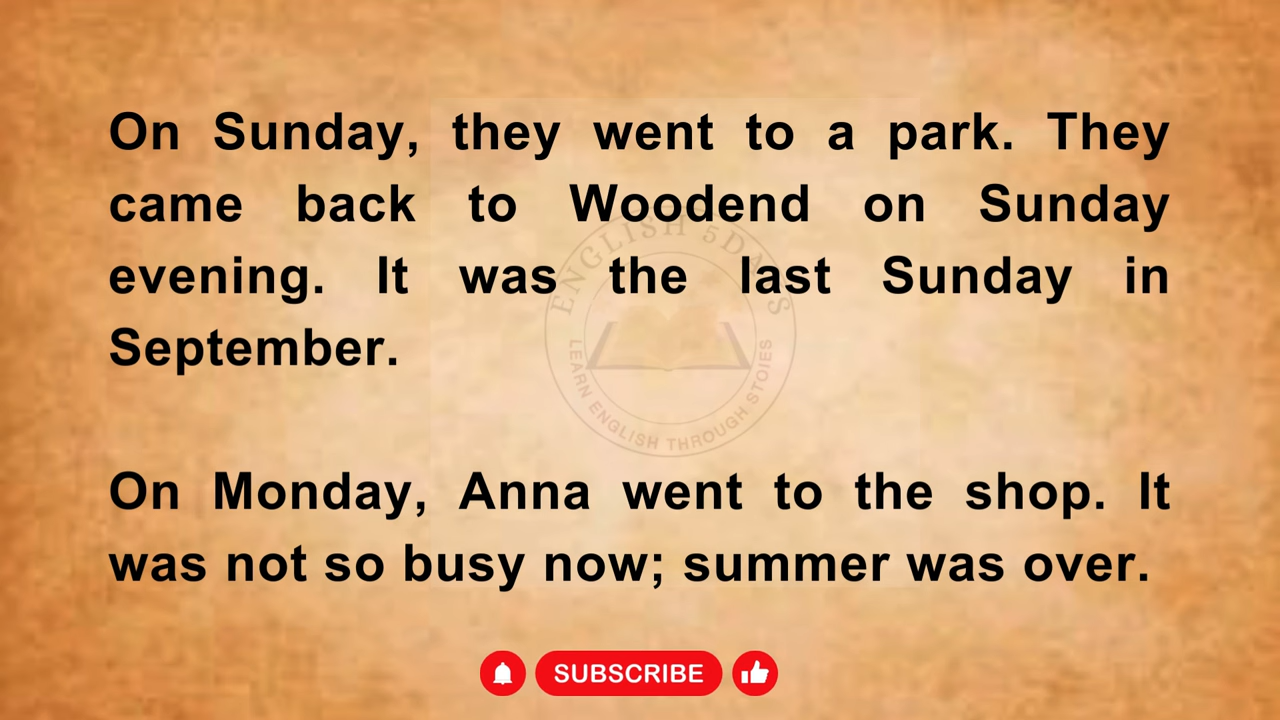 On Sunday, they went to a park. They
came back to Woodend on Sunday
evening. It was the last Sunday in
September.
On Monday, Anna went to the shop. It
was not so busy now; summer was over.
ENGLISH 5DAYS
LEARN ENGLISH THROUGH STOIES
SUBSCRIBE